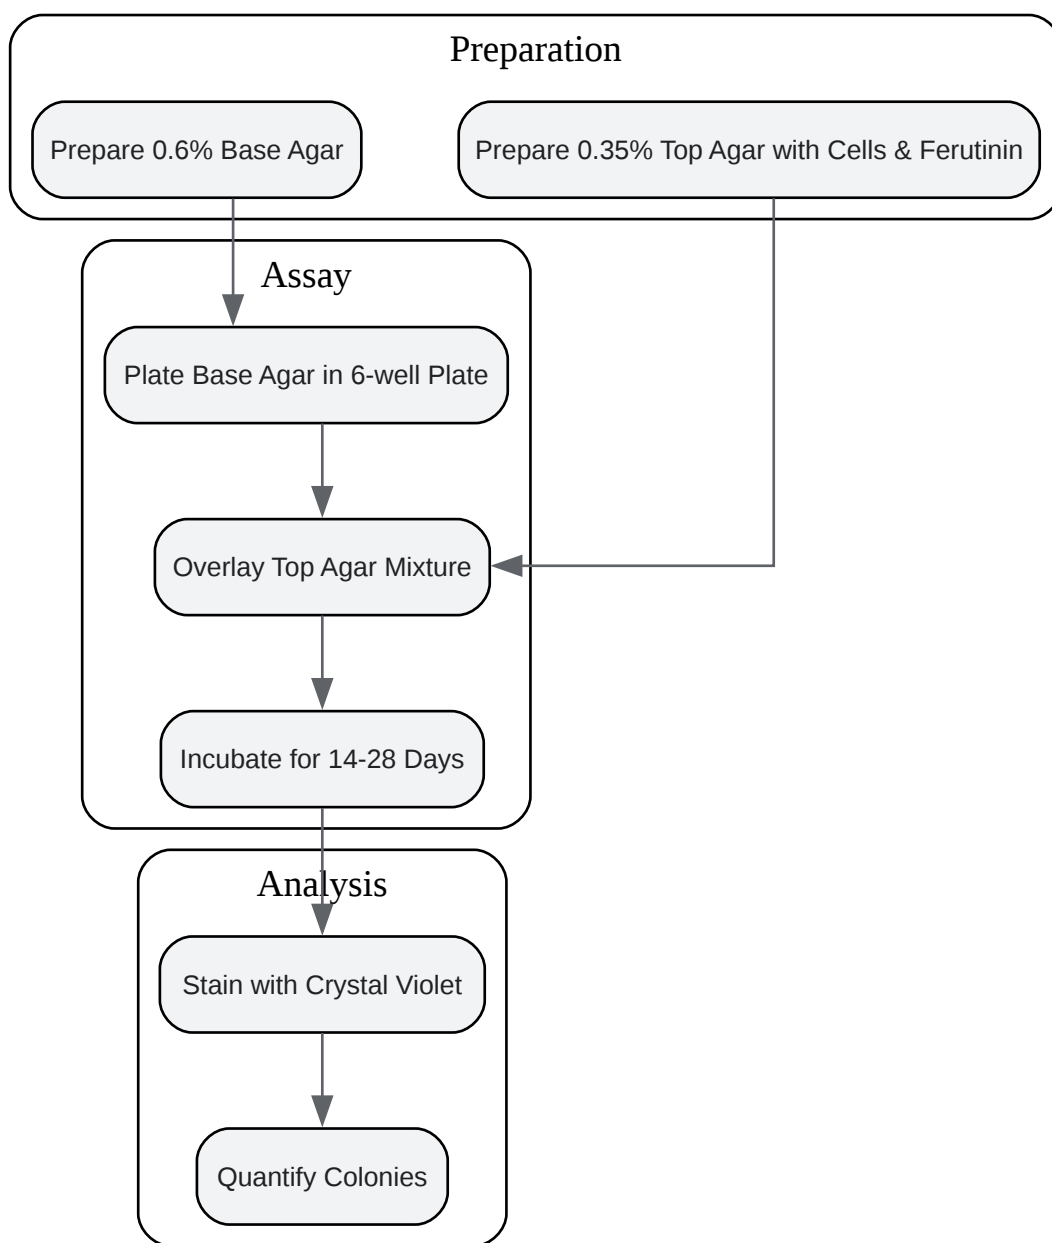 Preparation
Prepare 0.6% Base Agar
Prepare 0.35% Top Agar with Cells & Ferutinin
Assay
Plate Base Agar in 6-well Plate
Overlay Top Agar Mixture
Incubate for 14-28 Days
Analysis
Stain with Crystal Violet
Quantify Colonies